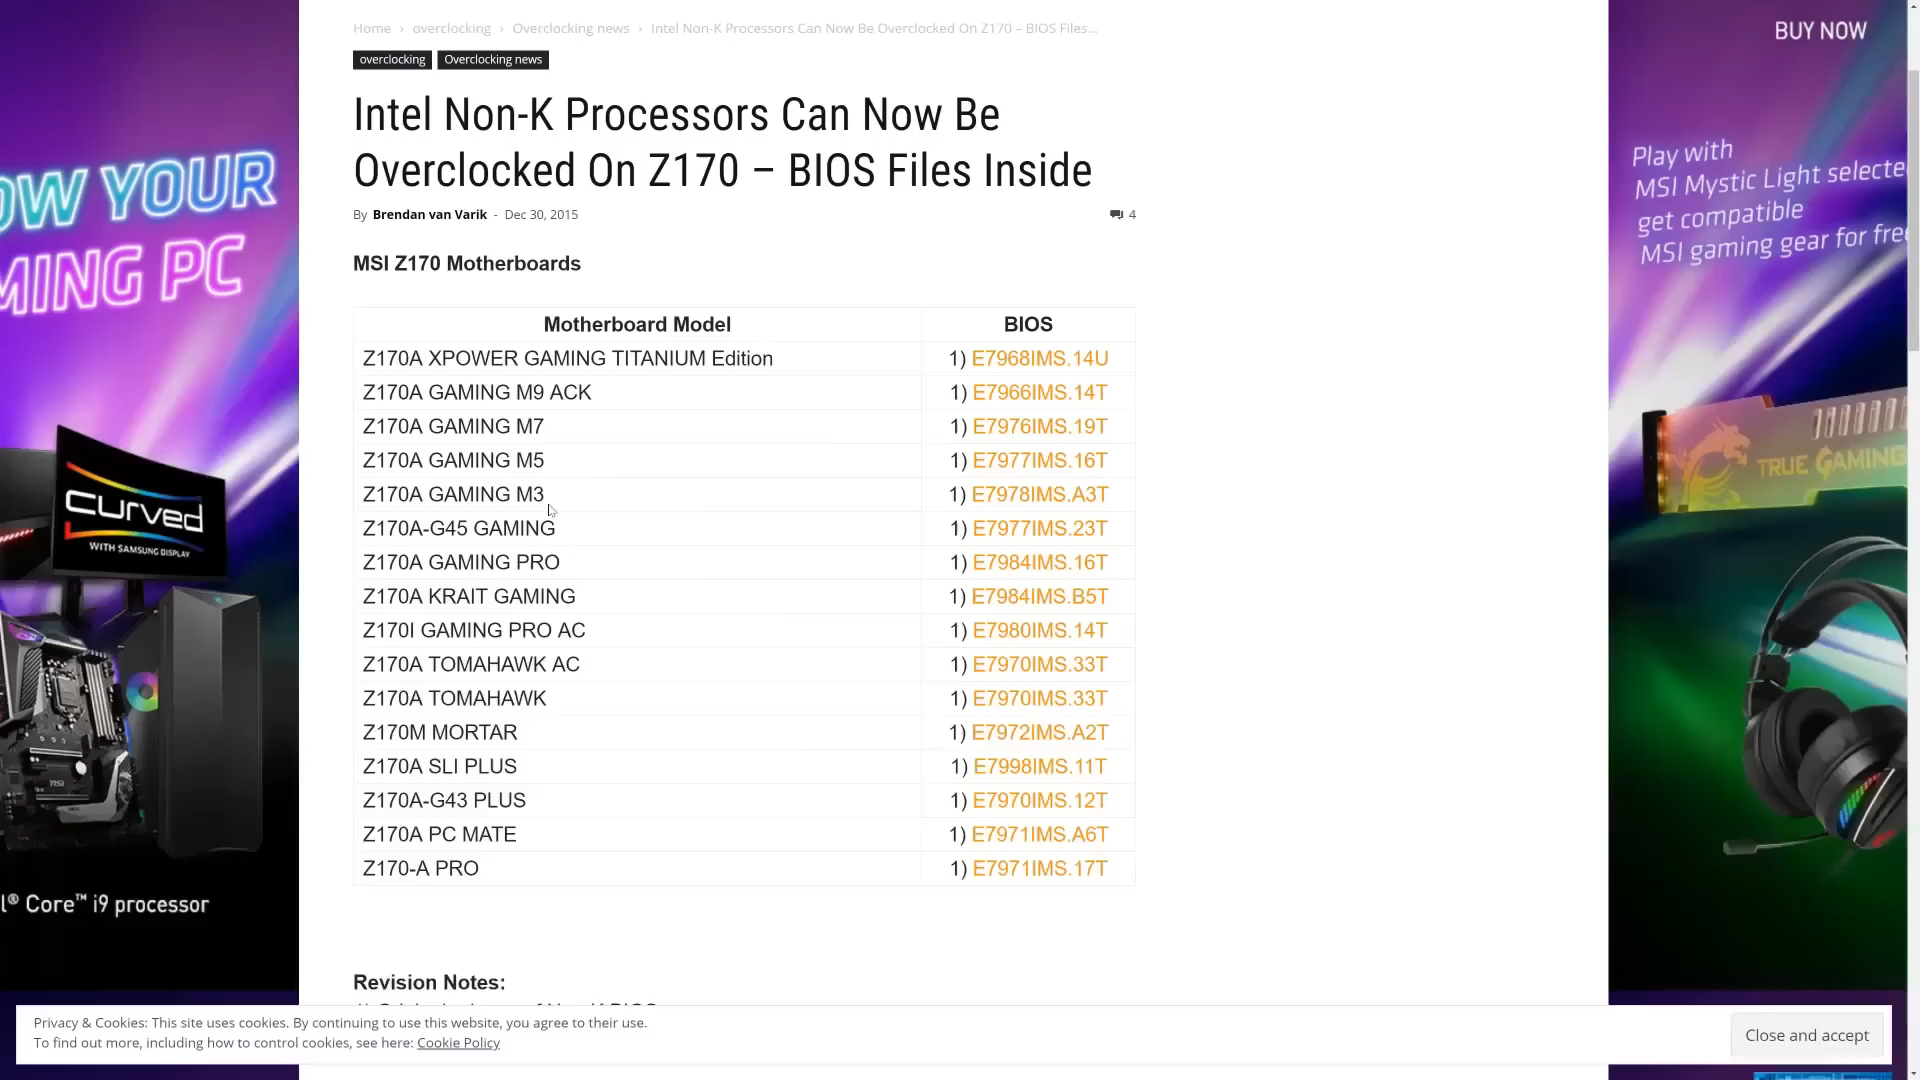 Home › overclocking › Overclocking news › Intel Non-K Processors Can Now Be Overclocked On Z170 – BIOS Files...
BUY NOW
overclocking Overclocking news
Intel Non-K Processors Can Now Be
Overclocked On Z170 – BIOS Files Inside
By Brendan van Varik - Dec 30, 2015 4
MSI Z170 Motherboards
Motherboard Model BIOS
Z170A XPOWER GAMING TITANIUM Edition 1) E7968IMS.14U
Z170A GAMING M9 ACK 1) E7966IMS.14T
Z170A GAMING M7 1) E7976IMS.19T
Z170A GAMING M5 1) E7977IMS.16T
Z170A GAMING M3 1) E7978IMS.A3T
Z170A-G45 GAMING 1) E7977IMS.23T
Z170A GAMING PRO 1) E7984IMS.16T
Z170A KRAIT GAMING 1) E7984IMS.B5T
Z170I GAMING PRO AC 1) E7980IMS.14T
Z170A TOMAHAWK AC 1) E7970IMS.33T
Z170A TOMAHAWK 1) E7970IMS.33T
Z170M MORTAR 1) E7972IMS.A2T
Z170A SLI PLUS 1) E7998IMS.11T
Z170A-G43 PLUS 1) E7970IMS.12T
Z170A PC MATE 1) E7971IMS.A6T
Z170-A PRO 1) E7971IMS.17T
Revision Notes:
Privacy & Cookies: This site uses cookies. By continuing to use this website, you agree to their use.
To find out more, including how to control cookies, see here: Cookie Policy
Close and accept
OW YOUR
MING PC
CURVED
WITH SAMSUNG DISPLAY
l® Core™ i9 processor
Play with
MSI Mystic Light selecte
get compatible
MSI gaming gear for free
TRUE GAMING